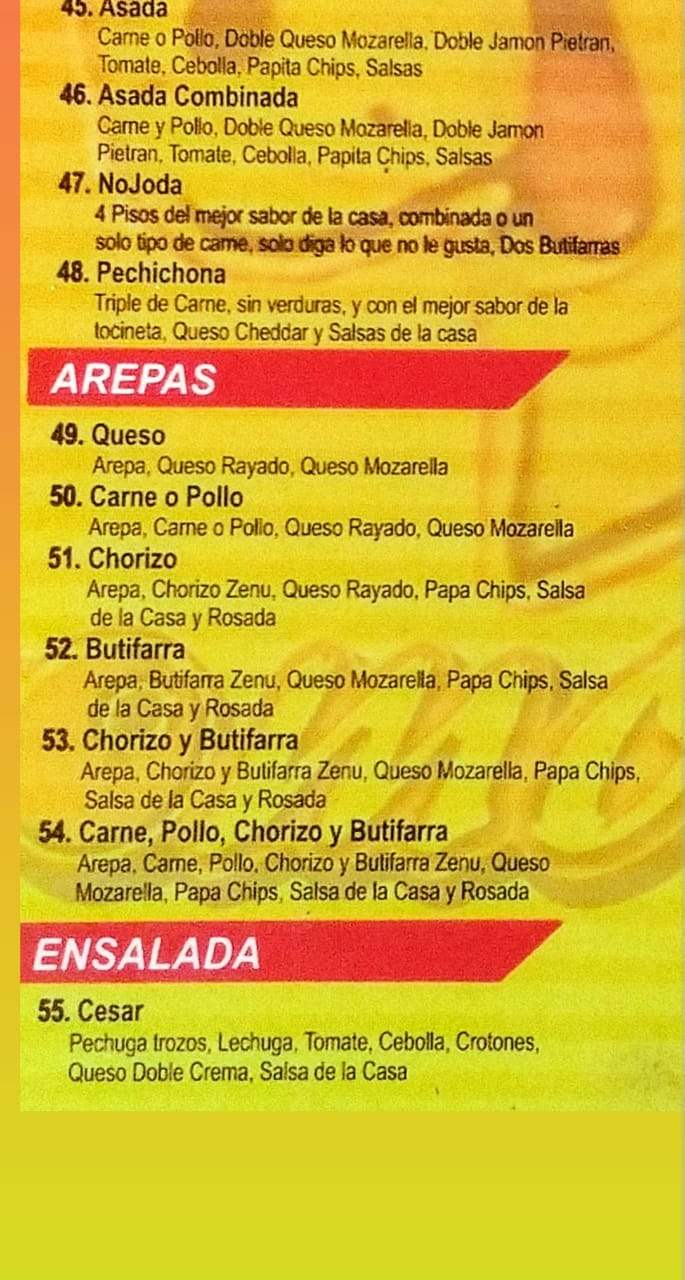 45. Asada
Carne o Pollo, Doble Queso Mozarella, Doble Jamon Pietran,
Tomate, Cebolla, Papita Chips, Salsas
46. Asada Combinada
Carne y Pollo, Doble Queso Mozarella, Doble Jamon
Pietran, Tomate, Cebolla, Papita Chips, Salsas
47. NoJoda
4 Pisos del mejor sabor de la casa, combinada o un
solo tipo de carne, solo diga lo que no le gusta, Dos Butifarras
48. Pechichona
Triple de Carne, sin verduras, y con el mejor sabor de la
tocineta, Queso Cheddar y Salsas de la casa
AREPAS
49. Queso
Arepa, Queso Rayado, Queso Mozarella
50. Carne o Pollo
Arepa, Carne o Pollo, Queso Rayado, Queso Mozarella
51. Chorizo
Arepa, Chorizo Zenu, Queso Rayado, Papa Chips, Salsa
de la Casa y Rosada
52. Butifarra
Arepa, Butifarra Zenu, Queso Mozarella, Papa Chips, Salsa
de la Casa y Rosada
53. Chorizo y Butifarra
Arepa, Chorizo y Butifarra Zenu, Queso Mozarella, Papa Chips,
Salsa de la Casa y Rosada
54. Carne, Pollo, Chorizo y Butifarra
Arepa, Carne, Pollo, Chorizo y Butifarra Zenu, Queso
Mozarella, Papa Chips, Salsa de la Casa y Rosada
ENSALADA
55. Cesar
Pechuga trozos, Lechuga, Tomate, Cebolla, Crotones,
Queso Doble Crema, Salsa de la Casa